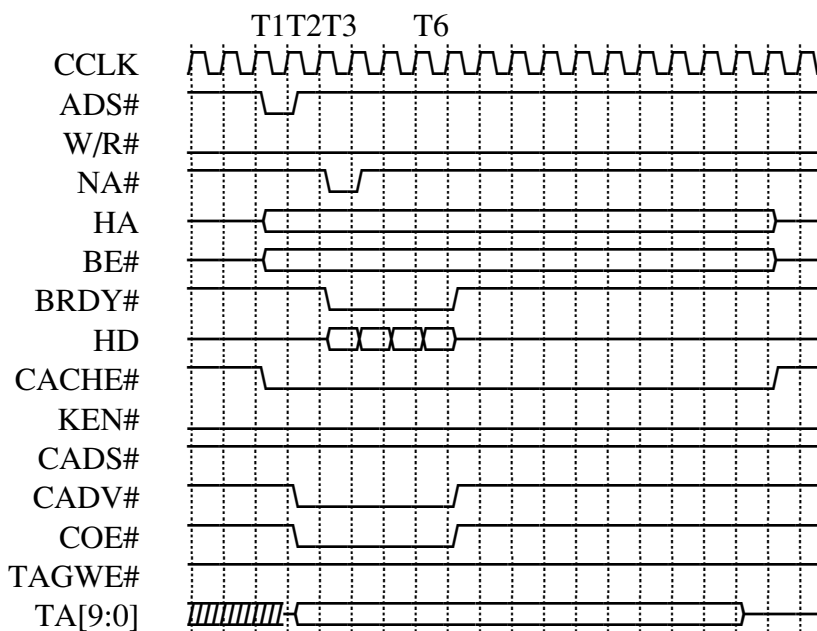 T1T2T3 T6
CCLK
ADS#
W/R#
NA#
HA
BE#
BRDY#
HD
CACHE#
KEN#
CADS#
CADV#
COE#
TAGWE#
TA[9:0]